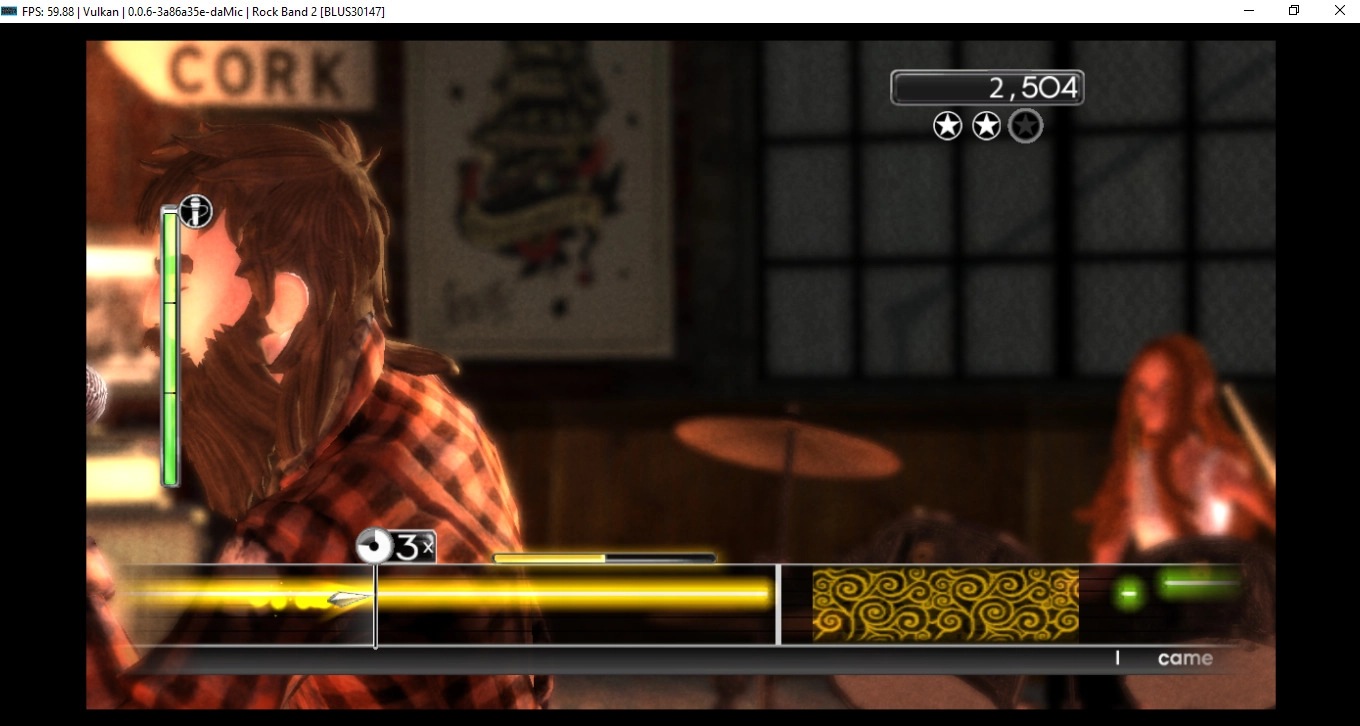 FPS: 59.88 | Vulkan | 0.0.6-3a86a35e-daMic | Rock Band 2 [BLUS30147]
CORK
2,504
3x
I came